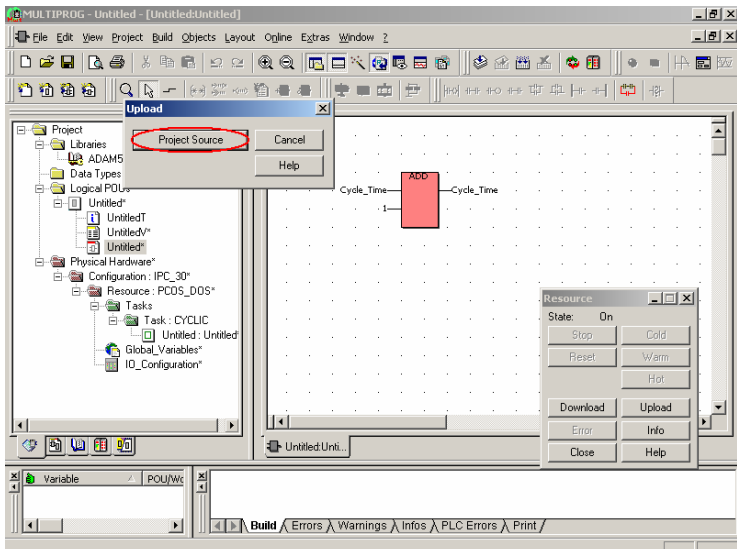 MULTIPROG - Untitled - [Untitled:Untitled]
File Edit View Project Build Objects Layout Online Extras Window ?
Upload
Project Source
Cancel
Help
Project
Libraries
ADAM5
Data Types
Logical POUs
Untitled*
UntitledT
UntitledV*
Untitled*
Physical Hardware*
Configuration : IPC_30*
Resource : PCOS_DOS*
Tasks
Task : CYCLIC
Untitled : Untitled
Global_Variables*
IO_Configuration*
ADD
Cycle_Time
Cycle_Time
1
Resource
State: On
Stop Cold
Reset Warm
Hot
Download Upload
Error Info
Close Help
Untitled:Unti...
Variable POU/Wo
Build Errors Warnings Infos PLC Errors Print